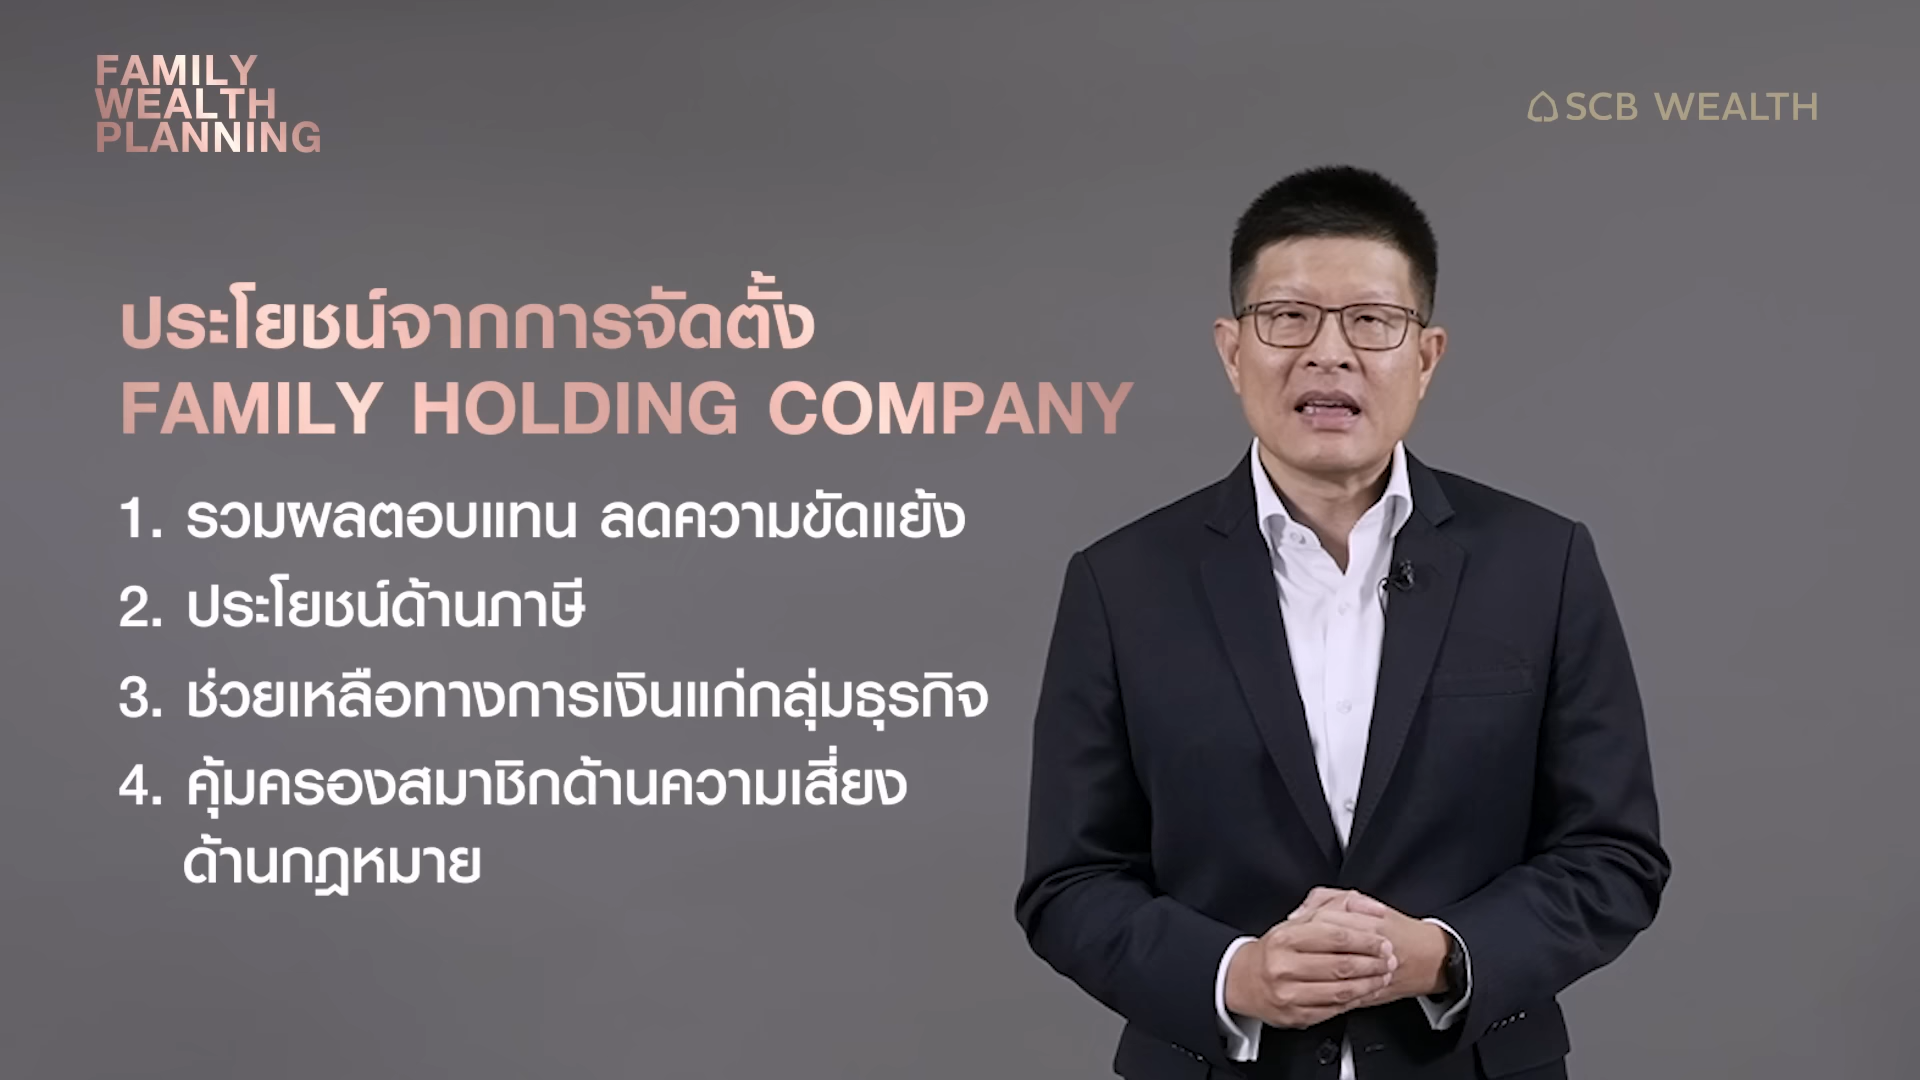 FAMILY
WEALTH
PLANNING
SCB WEALTH
ประโยชน์จากการจัดตั้ง
FAMILY HOLDING COMPANY
1. รวมผลตอบแทน ลดความขัดแย้ง
2. ประโยชน์ด้านภาษี
3. ช่วยเหลือทางการเงินแก่กลุ่มธุรกิจ
4. คุ้มครองสมาชิกด้านความเสี่ยง
ด้านกฎหมาย